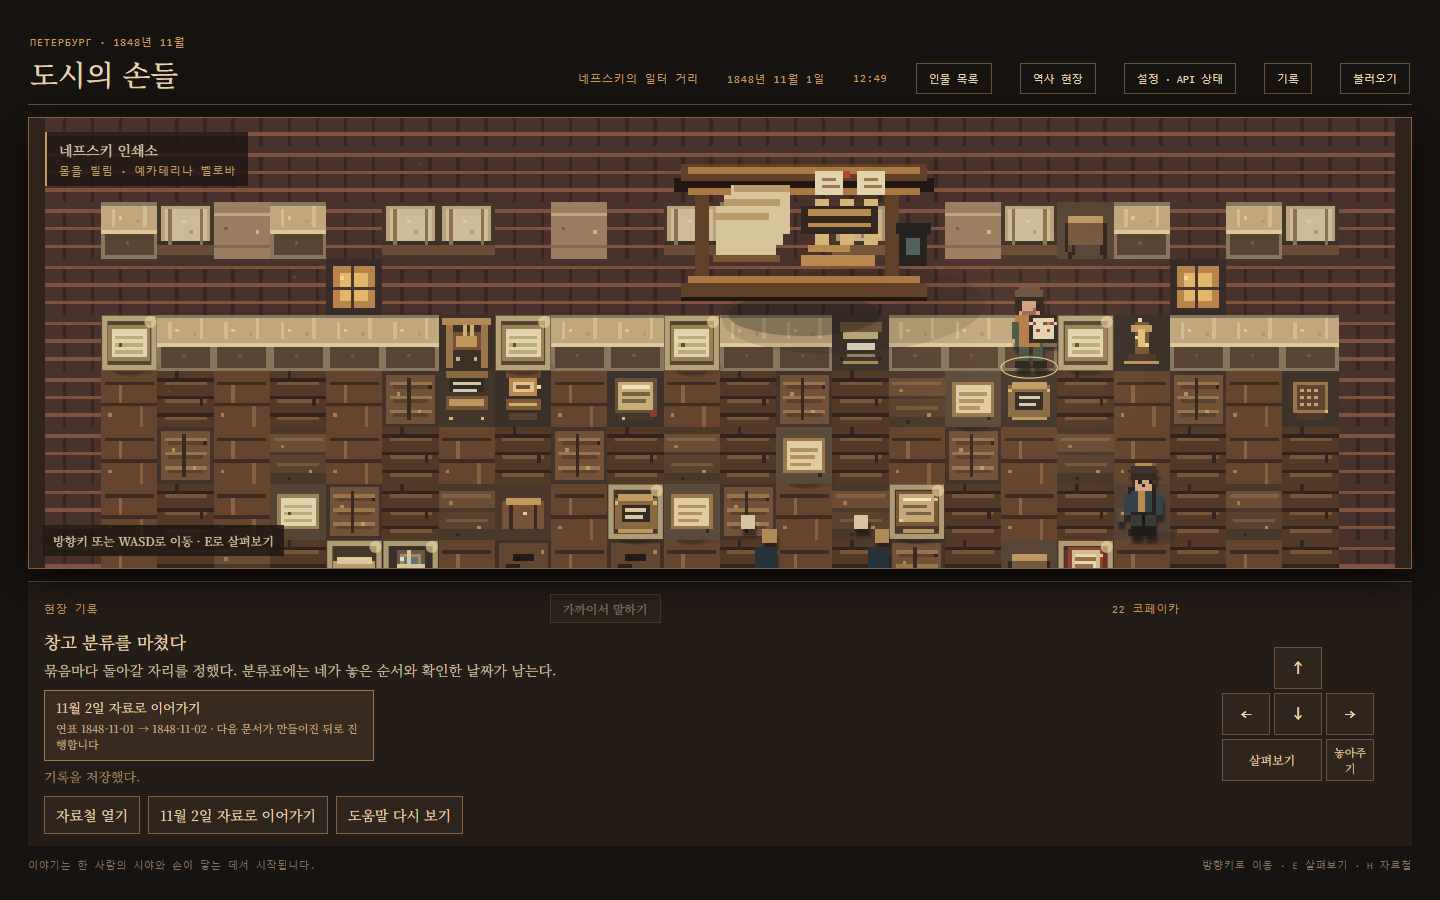 ПЕТЕРБУРГ · 1848년 11월
도시의 손들
네프스키의 일터 거리
1848년 11월 1일
12:49
인물 목록
역사 현장
설정 · API 상태
기록
불러오기
네프스키 인쇄소
몸을 빌림 · 예카테리나 벨로바
방향키 또는 WASD로 이동 · E로 살펴보기
현장 기록
가까이서 말하기
22 코페이카
창고 분류를 마쳤다
묶음마다 돌아갈 자리를 정했다. 분류표에는 네가 놓은 순서와 확인한 날짜가 남는다.
11월 2일 자료로 이어가기
연표 1848-11-01 → 1848-11-02 · 다음 문서가 만들어진 뒤로 진
행합니다
기록을 저장했다.
자료철 열기
11월 2일 자료로 이어가기
도움말 다시 보기
↑
← ↓ →
살펴보기
놓아주
기
이야기는 한 사람의 시야와 손이 닿는 데서 시작됩니다.
방향키로 이동 · E 살펴보기 · H 자료철